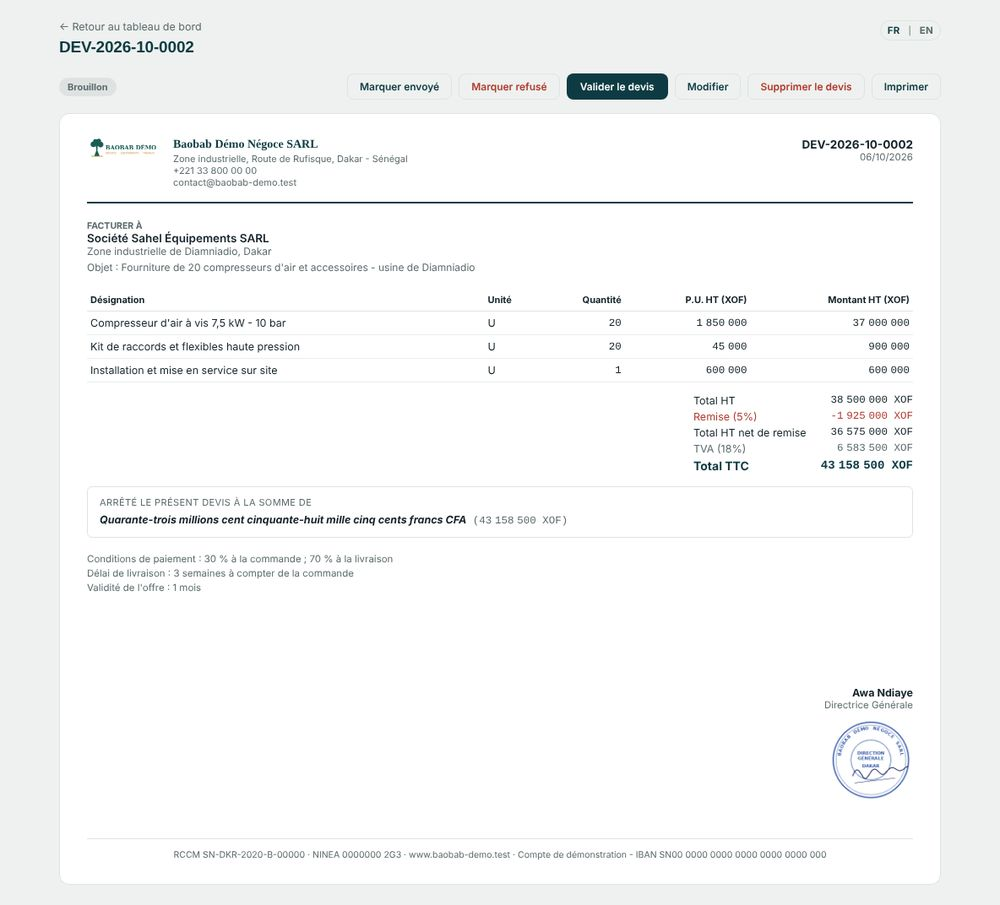 ← Retour au tableau de bord
FR | EN
DEV-2026-10-0002
Brouillon
Marquer envoyé
Marquer refusé
Valider le devis
Modifier
Supprimer le devis
Imprimer
BAOBAB DÉMO
Baobab Démo Négoce SARL
Zone industrielle, Route de Rufisque, Dakar - Sénégal
+221 33 800 00 00
contact@baobab-demo.test
DEV-2026-10-0002
06/10/2026
FACTURER À
Société Sahel Équipements SARL
Zone industrielle de Diamniadio, Dakar
Objet : Fourniture de 20 compresseurs d'air et accessoires - usine de Diamniadio
Désignation Unité Quantité P.U. HT (XOF) Montant HT (XOF)
Compresseur d'air à vis 7,5 kW - 10 bar U 20 1 850 000 37 000 000
Kit de raccords et flexibles haute pression U 20 45 000 900 000
Installation et mise en service sur site U 1 600 000 600 000
Total HT 38 500 000 XOF
Remise (5%) -1 925 000 XOF
Total HT net de remise 36 575 000 XOF
TVA (18%) 6 583 500 XOF
Total TTC 43 158 500 XOF
ARRÊTÉ LE PRÉSENT DEVIS À LA SOMME DE
Quarante-trois millions cent cinquante-huit mille cinq cents francs CFA (43 158 500 XOF)
Conditions de paiement : 30 % à la commande ; 70 % à la livraison
Délai de livraison : 3 semaines à compter de la commande
Validité de l'offre : 1 mois
Awa Ndiaye
Directrice Générale
BAOBAB DÉMO NÉGOCE SARL
DIRECTION
GÉNÉRALE
DAKAR
RCCM SN-DKR-2020-B-00000 · NINEA 0000000 2G3 · www.baobab-demo.test · Compte de démonstration - IBAN SN00 0000 0000 0000 0000 0000 000